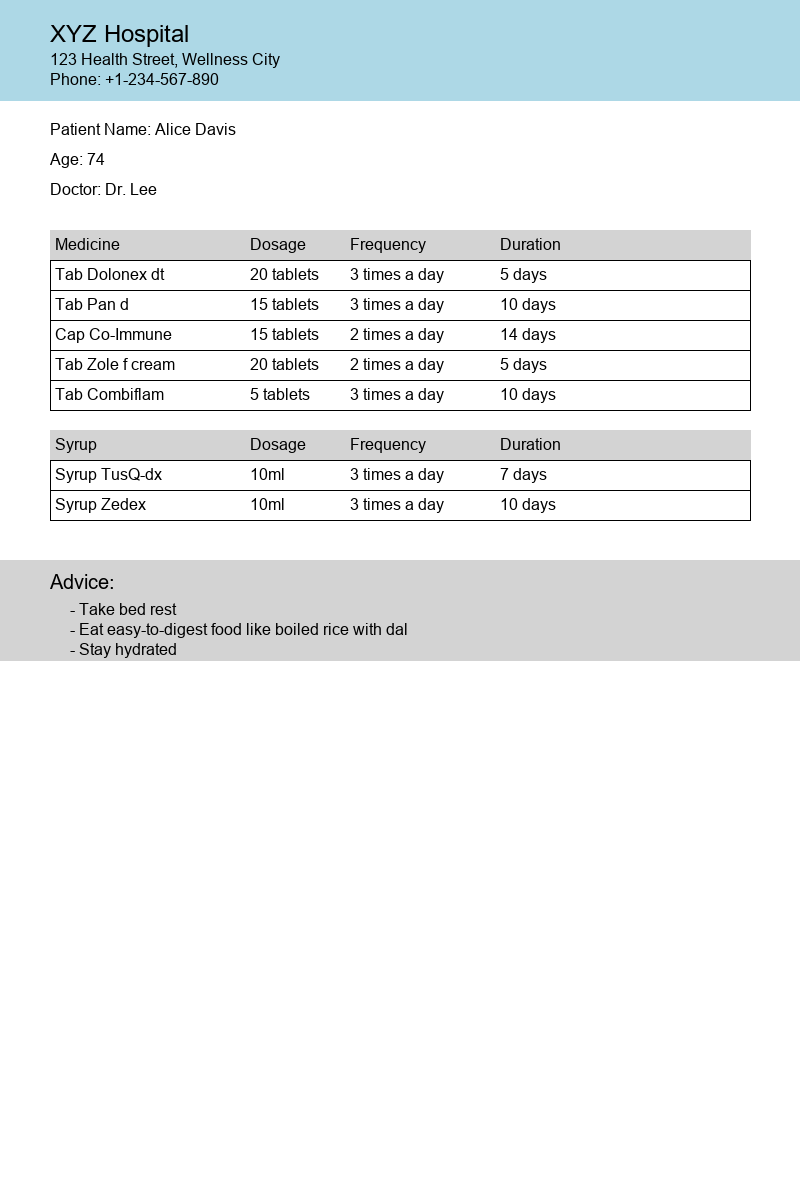 XYZ Hospital
123 Health Street, Wellness City
Phone: +1-234-567-890
Patient Name: Alice Davis
Age: 74
Doctor: Dr. Lee
Medicine Dosage Frequency Duration
Tab Dolonex dt 20 tablets 3 times a day 5 days
Tab Pan d 15 tablets 3 times a day 10 days
Cap Co-Immune 15 tablets 2 times a day 14 days
Tab Zole f cream 20 tablets 2 times a day 5 days
Tab Combiflam 5 tablets 3 times a day 10 days
Syrup Dosage Frequency Duration
Syrup TusQ-dx 10ml 3 times a day 7 days
Syrup Zedex 10ml 3 times a day 10 days
Advice:
- Take bed rest
- Eat easy-to-digest food like boiled rice with dal
- Stay hydrated